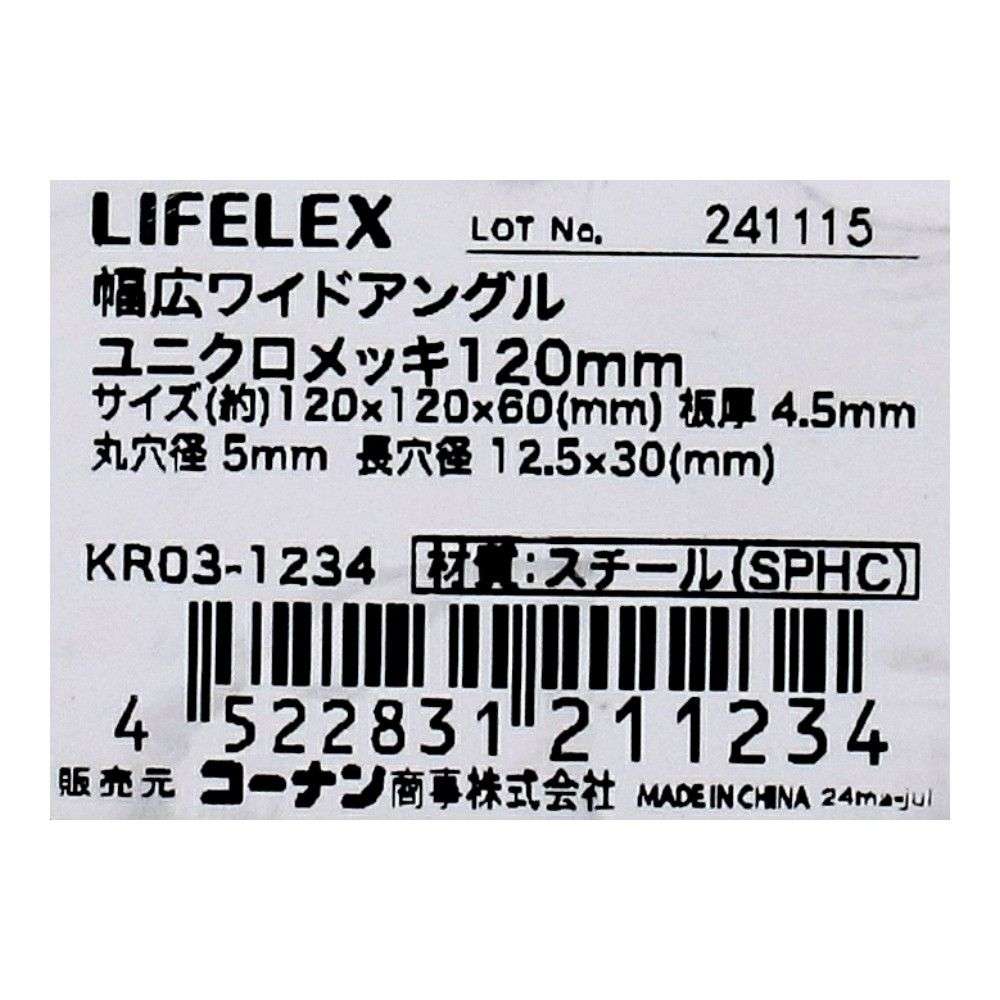 LIFELEX LOT No. 241115
幅広ワイドアングル
ユニクロメッキ120mm
サイズ(約)120x120x60(mm) 板厚 4.5mm
丸穴径 5mm 長穴径 12.5x30(mm)
KR03-1234 材質:スチール(SPHC)
4 522831 211234
販売元 コーナン商事株式会社 MADE IN CHINA